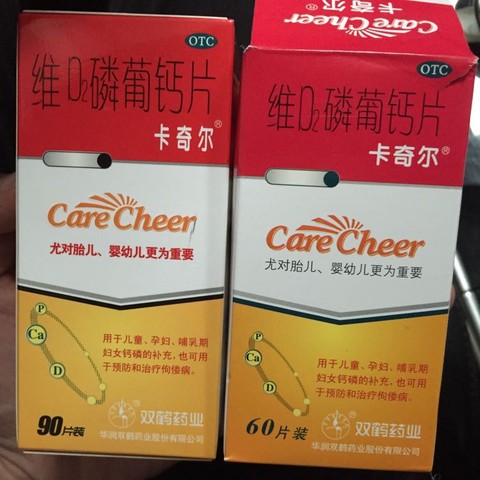 OTC
维D₂磷葡钙片
卡奇尔®
Care Cheer
尤对胎儿、婴幼儿更为重要
P
Ca
D
用于儿童、孕妇、哺乳期
妇女钙磷的补充,也可用
于预防和治疗佝偻病。
90片装
双鹤药业
华润双鹤药业股份有限公司
Care Cheer
卡奇尔®
OTC
维D₂磷葡钙片
卡奇尔®
Care Cheer
尤对胎儿、婴幼儿更为重要
P
Ca
D
用于儿童、孕妇、哺乳期
妇女钙磷的补充,也可用
于预防和治疗佝偻病。
60片装
双鹤药业
华润双鹤药业股份有限公司